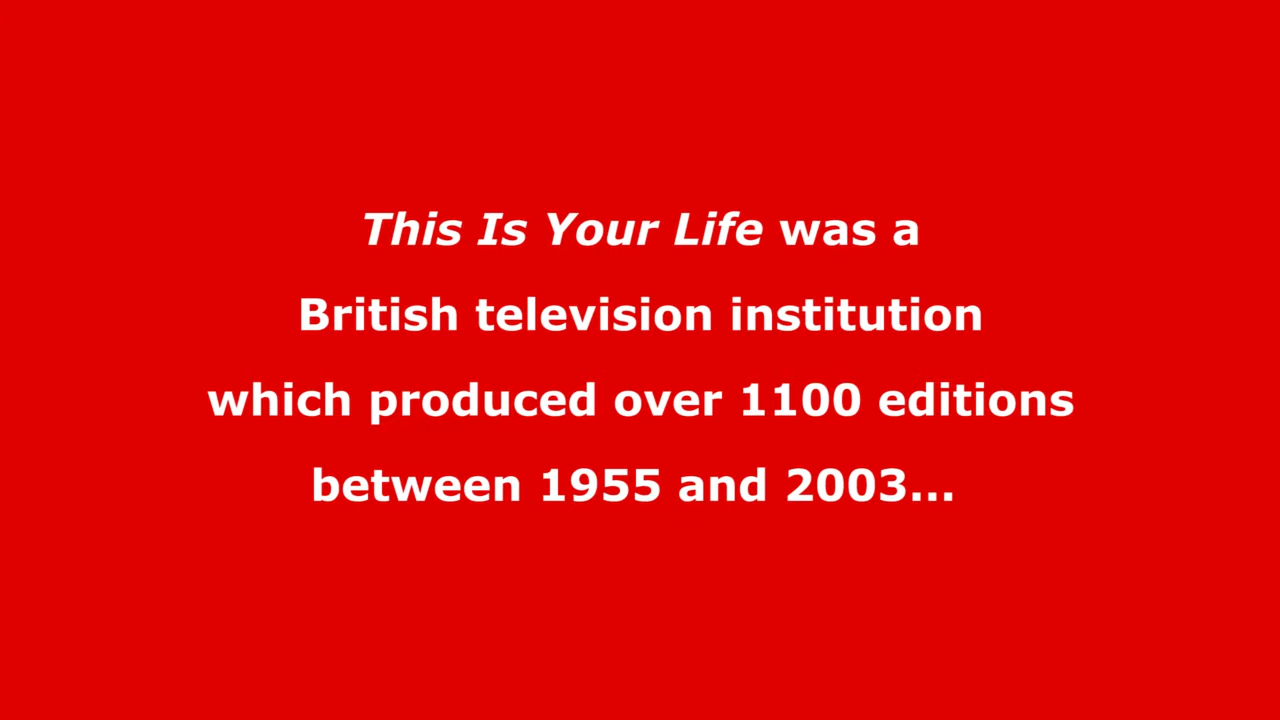 This Is Your Life was a
British television institution
which produced over 1100 editions
between 1955 and 2003...